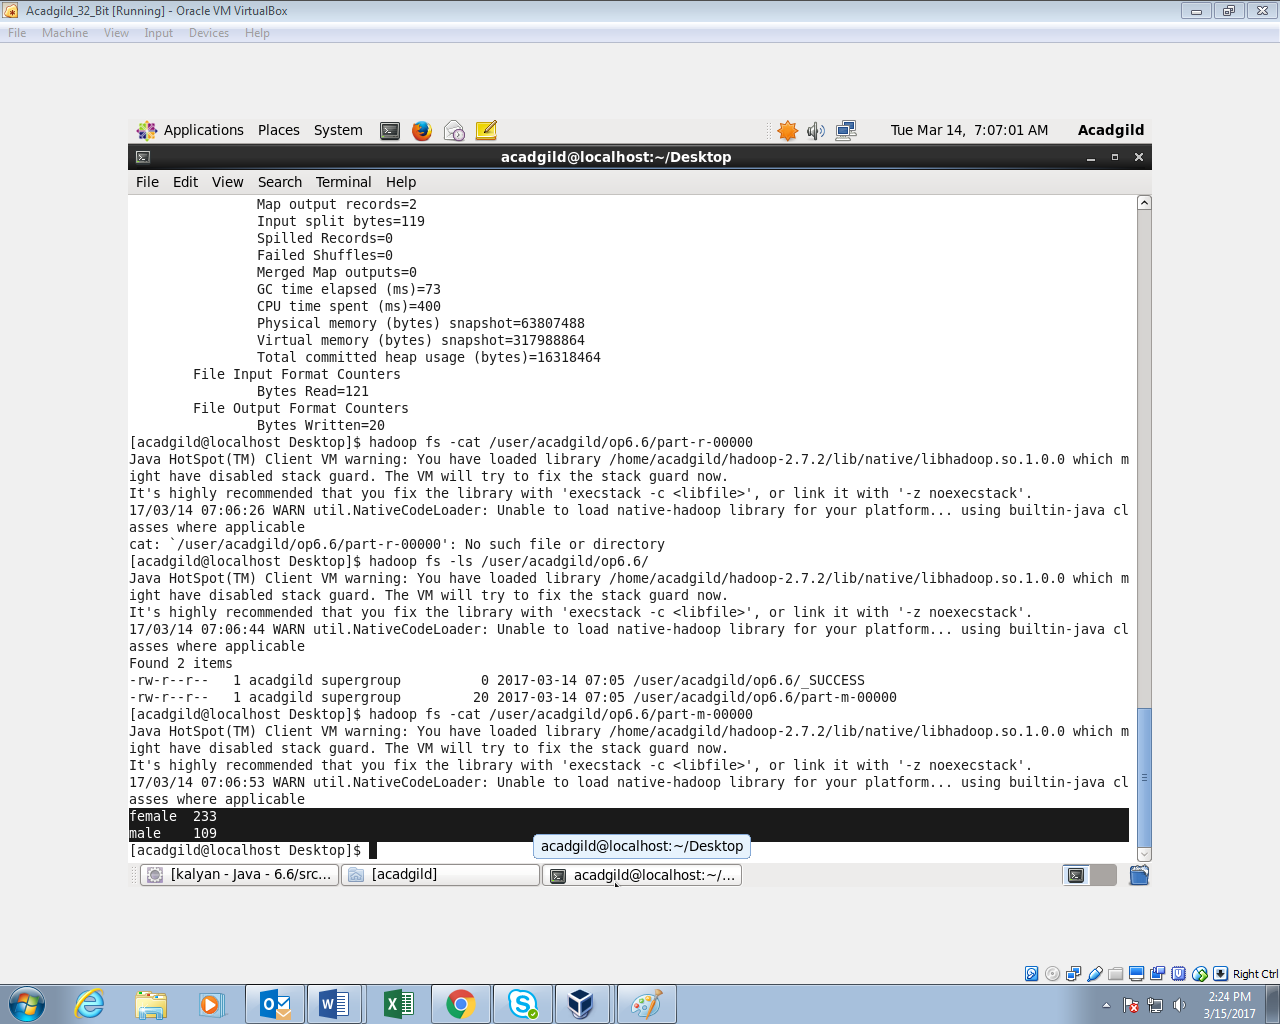 Acadgild_32_Bit [Running] - Oracle VM VirtualBox
File Machine View Input Devices Help
Applications Places System Tue Mar 14, 7:07:01 AM Acadgild
acadgild@localhost:~/Desktop
File Edit View Search Terminal Help
Map output records=2
Input split bytes=119
Spilled Records=0
Failed Shuffles=0
Merged Map outputs=0
GC time elapsed (ms)=73
CPU time spent (ms)=400
Physical memory (bytes) snapshot=63807488
Virtual memory (bytes) snapshot=317988864
Total committed heap usage (bytes)=16318464
File Input Format Counters
Bytes Read=121
File Output Format Counters
Bytes Written=20
[acadgild@localhost Desktop]$ hadoop fs -cat /user/acadgild/op6.6/part-r-00000
Java HotSpot(TM) Client VM warning: You have loaded library /home/acadgild/hadoop-2.7.2/lib/native/libhadoop.so.1.0.0 which m
ight have disabled stack guard. The VM will try to fix the stack guard now.
It's highly recommended that you fix the library with 'execstack -c <libfile>', or link it with '-z noexecstack'.
17/03/14 07:06:26 WARN util.NativeCodeLoader: Unable to load native-hadoop library for your platform... using builtin-java cl
asses where applicable
cat: `/user/acadgild/op6.6/part-r-00000': No such file or directory
[acadgild@localhost Desktop]$ hadoop fs -ls /user/acadgild/op6.6/
Java HotSpot(TM) Client VM warning: You have loaded library /home/acadgild/hadoop-2.7.2/lib/native/libhadoop.so.1.0.0 which m
ight have disabled stack guard. The VM will try to fix the stack guard now.
It's highly recommended that you fix the library with 'execstack -c <libfile>', or link it with '-z noexecstack'.
17/03/14 07:06:44 WARN util.NativeCodeLoader: Unable to load native-hadoop library for your platform... using builtin-java cl
asses where applicable
Found 2 items
-rw-r--r-- 1 acadgild supergroup 0 2017-03-14 07:05 /user/acadgild/op6.6/_SUCCESS
-rw-r--r-- 1 acadgild supergroup 20 2017-03-14 07:05 /user/acadgild/op6.6/part-m-00000
[acadgild@localhost Desktop]$ hadoop fs -cat /user/acadgild/op6.6/part-m-00000
Java HotSpot(TM) Client VM warning: You have loaded library /home/acadgild/hadoop-2.7.2/lib/native/libhadoop.so.1.0.0 which m
ight have disabled stack guard. The VM will try to fix the stack guard now.
It's highly recommended that you fix the library with 'execstack -c <libfile>', or link it with '-z noexecstack'.
17/03/14 07:06:53 WARN util.NativeCodeLoader: Unable to load native-hadoop library for your platform... using builtin-java cl
asses where applicable
female 233
male 109
[acadgild@localhost Desktop]$
acadgild@localhost:~/Desktop
[kalyan - Java - 6.6/src... [acadgild] acadgild@localhost:~/...
Right Ctrl
2:24 PM
3/15/2017